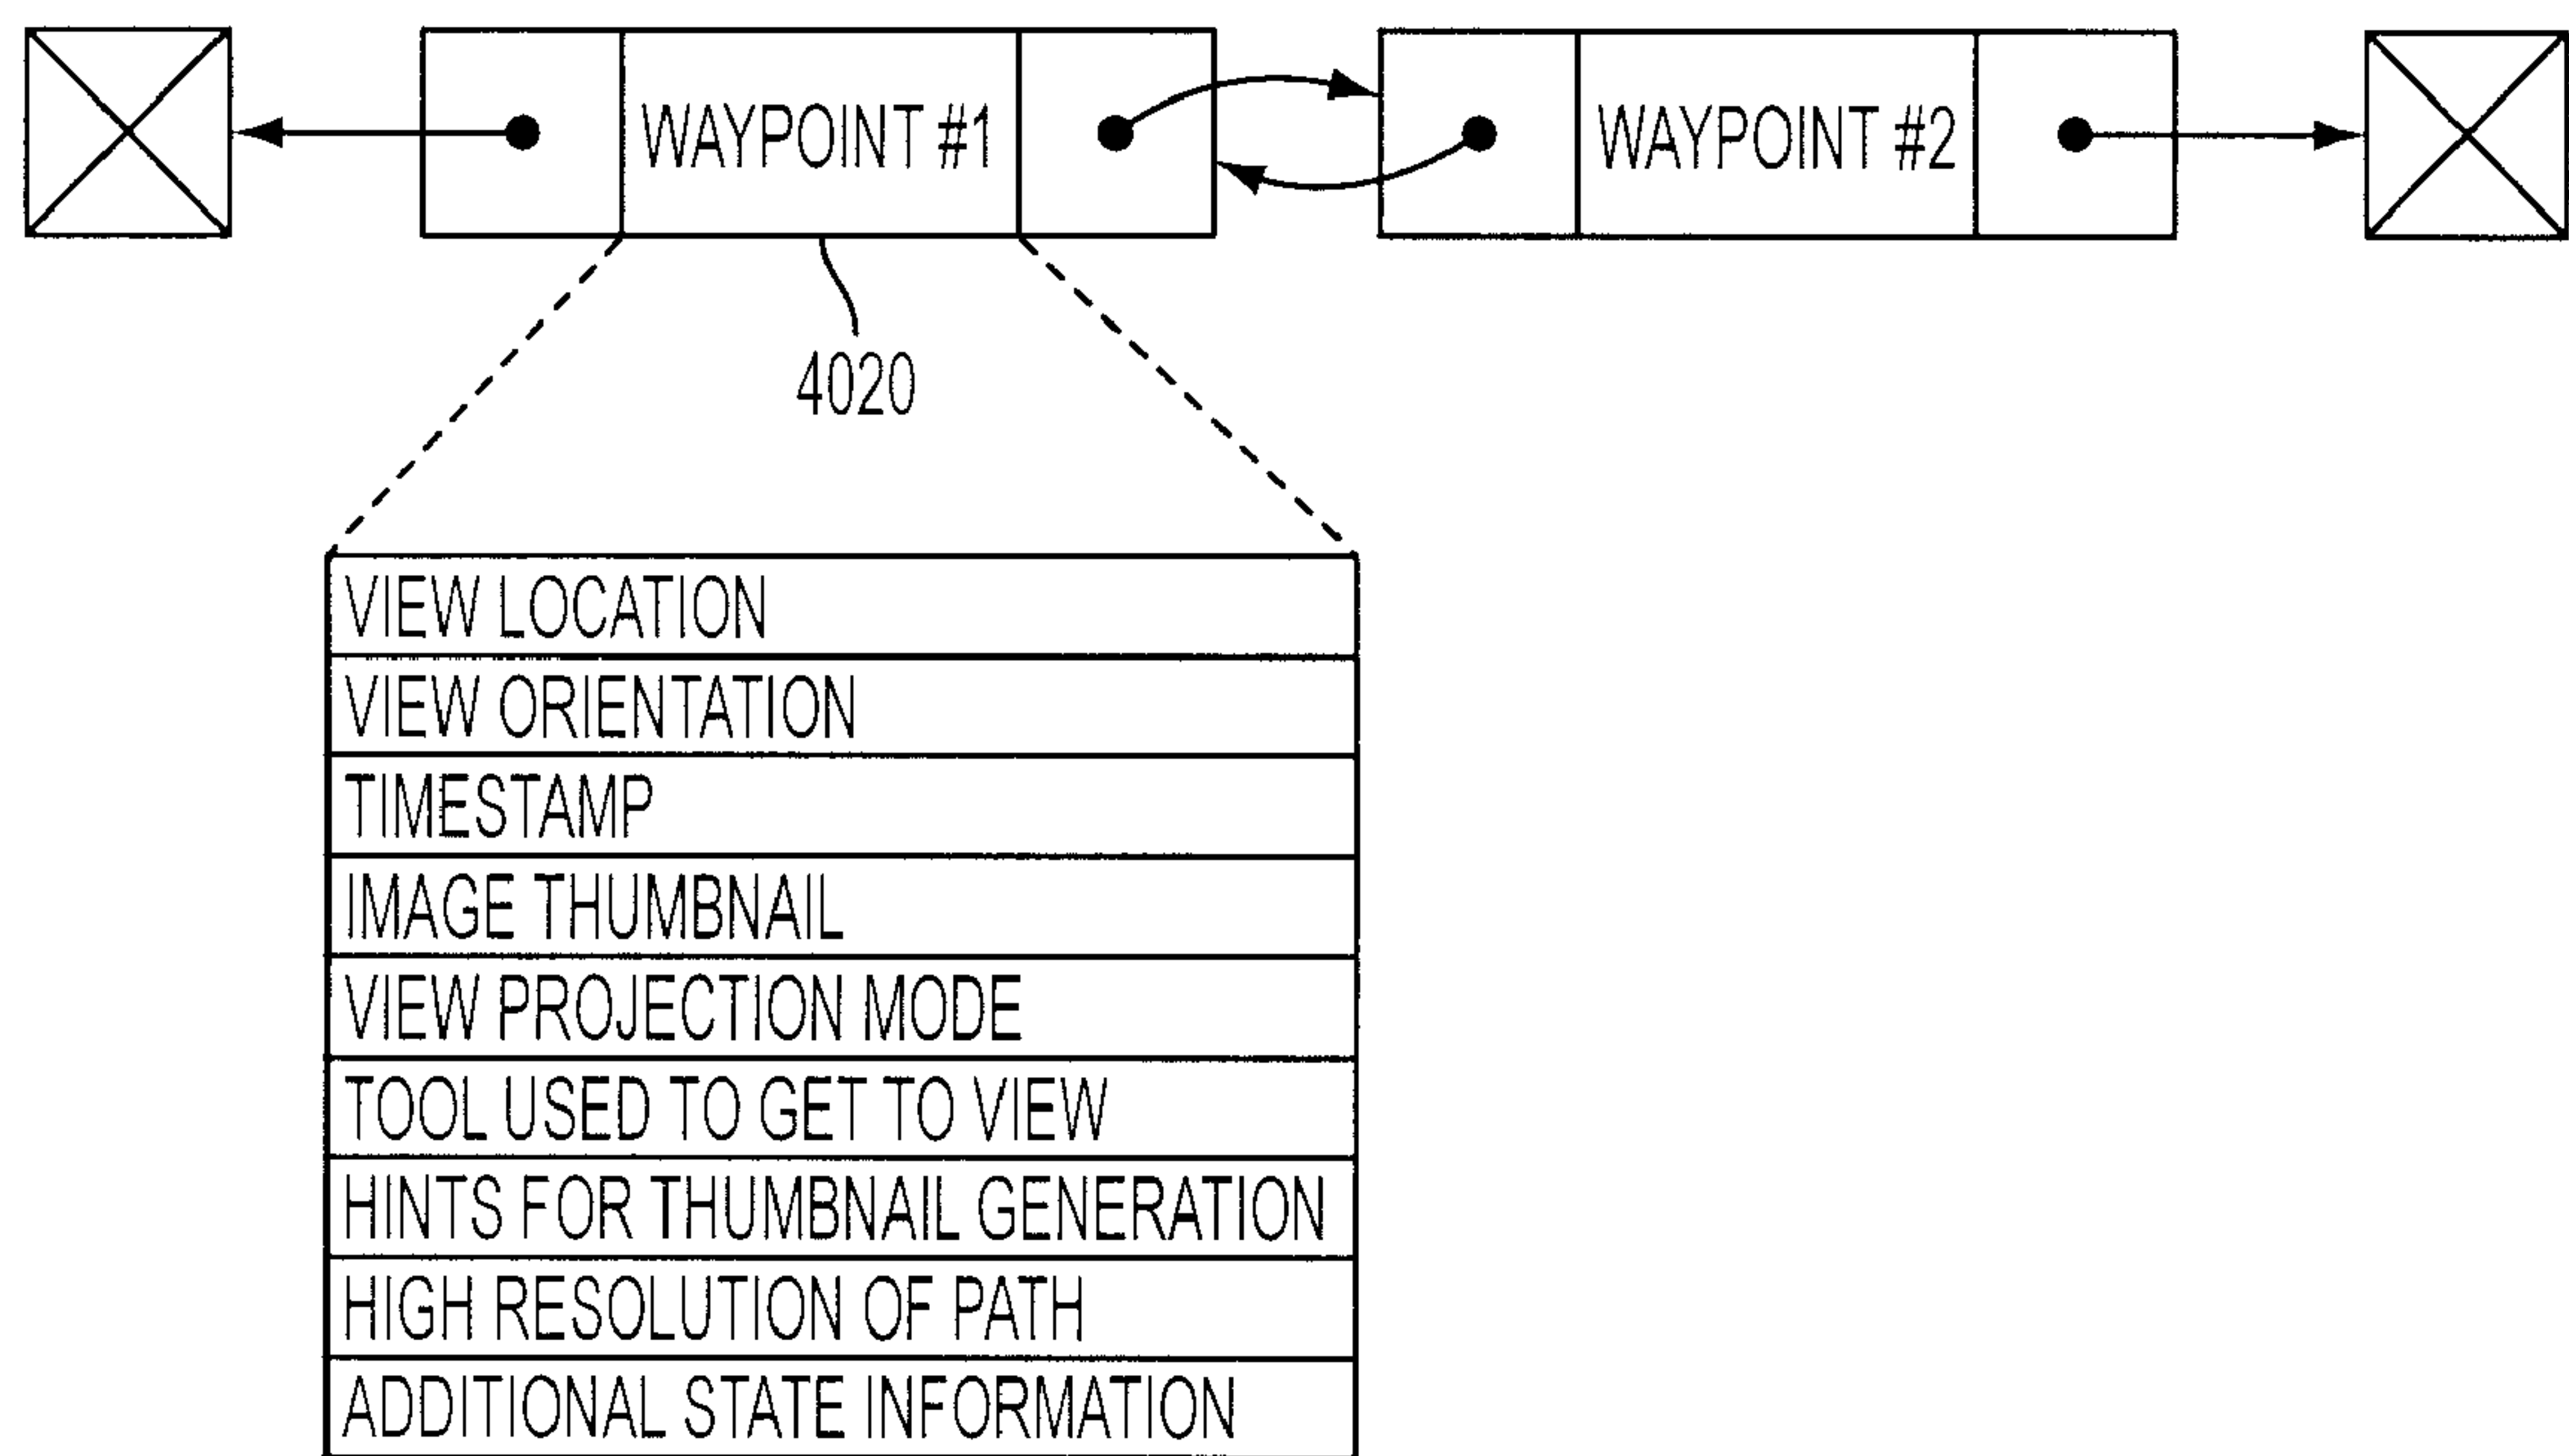 WAYPOINT #1 WAYPOINT #2
4020
VIEW LOCATION
VIEW ORIENTATION
TIMESTAMP
IMAGE THUMBNAIL
VIEW PROJECTION MODE
TOOL USED TO GET TO VIEW
HINTS FOR THUMBNAIL GENERATION
HIGH RESOLUTION OF PATH
ADDITIONAL STATE INFORMATION